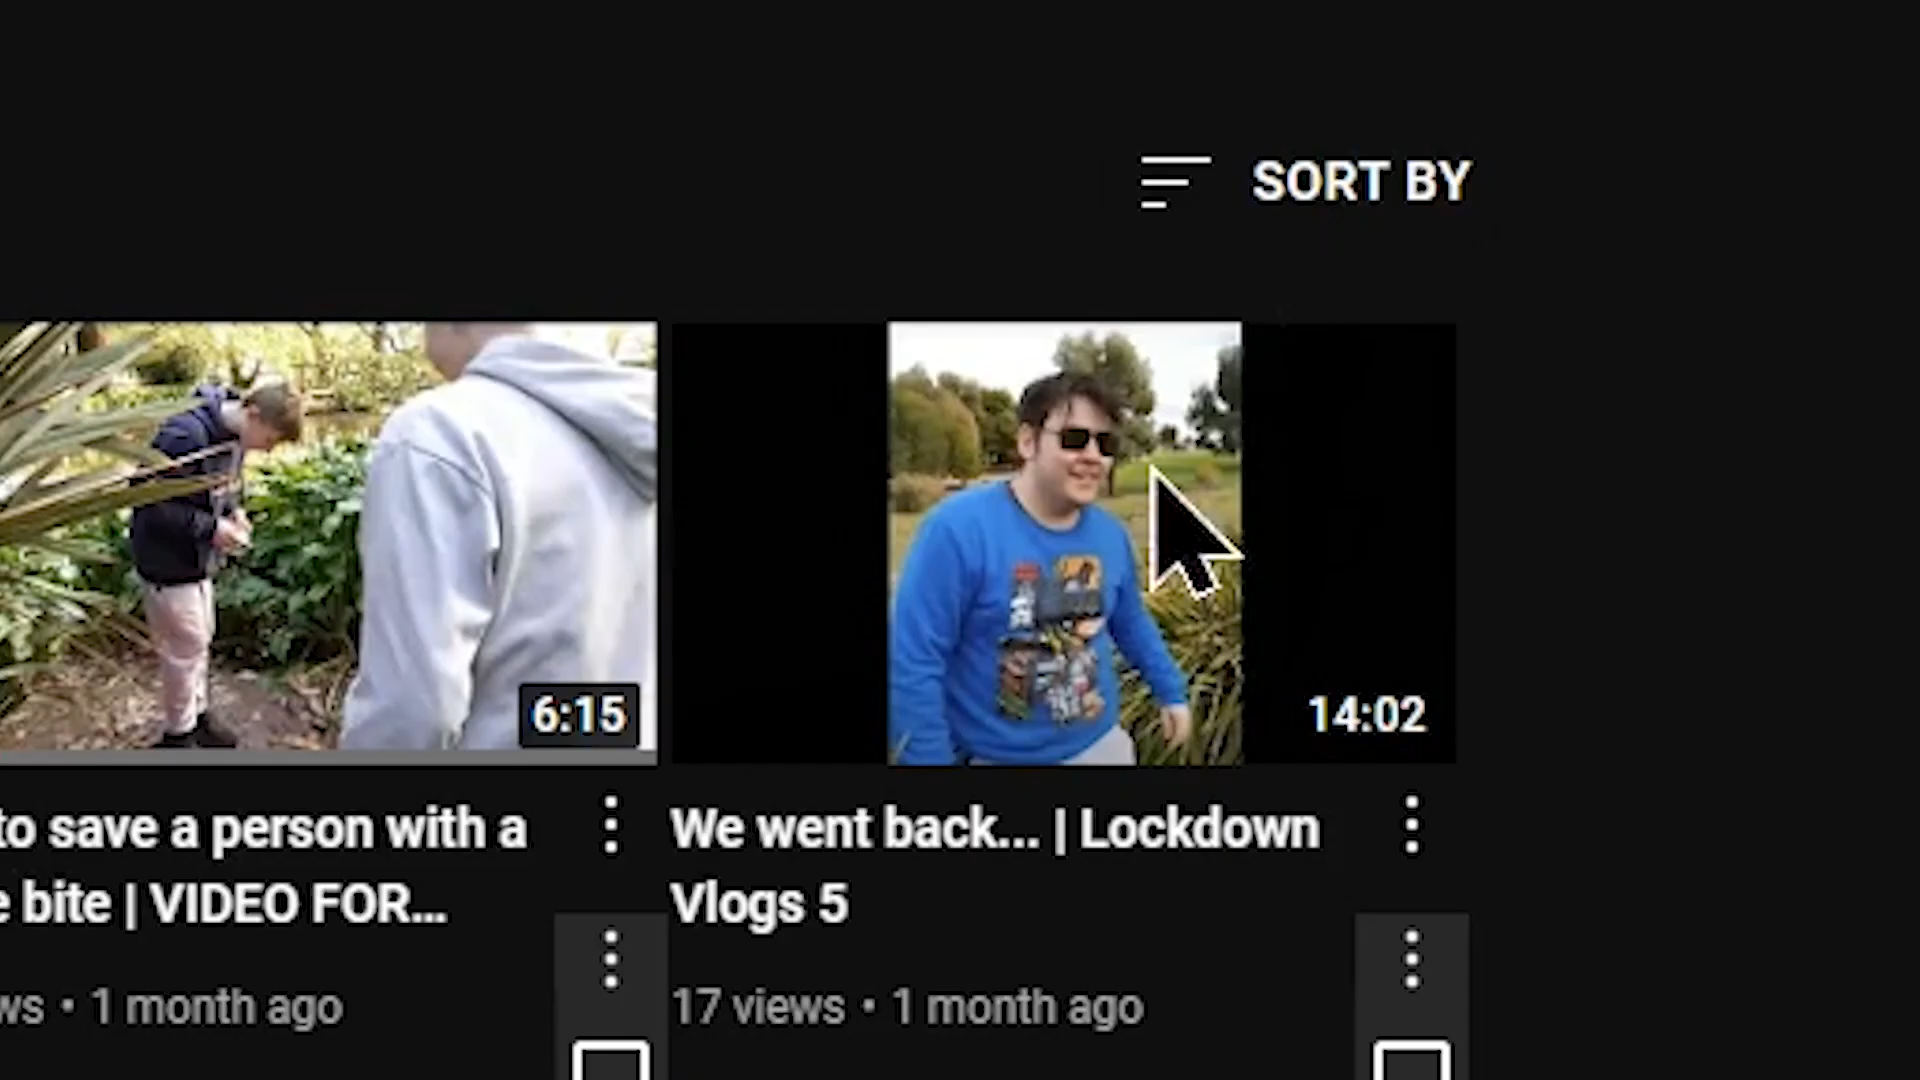 SORT BY
6:15
14:02
to save a person with a
bite | VIDEO FOR...
1 month ago
We went back... | Lockdown
Vlogs 5
17 views • 1 month ago